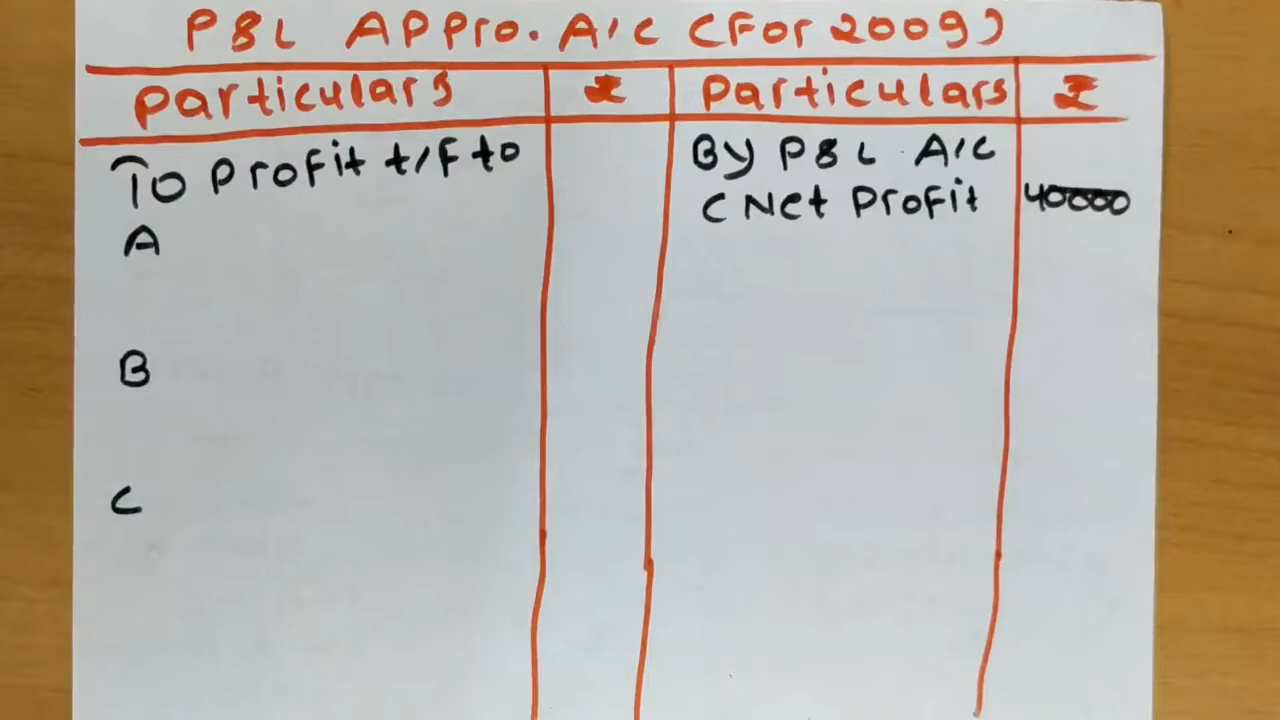 P&L Appro. A/C (For 2009)
Particulars ₹ Particulars ₹
To Profit t/f to By P&L A/C
A (Net Profit 40000
B
C